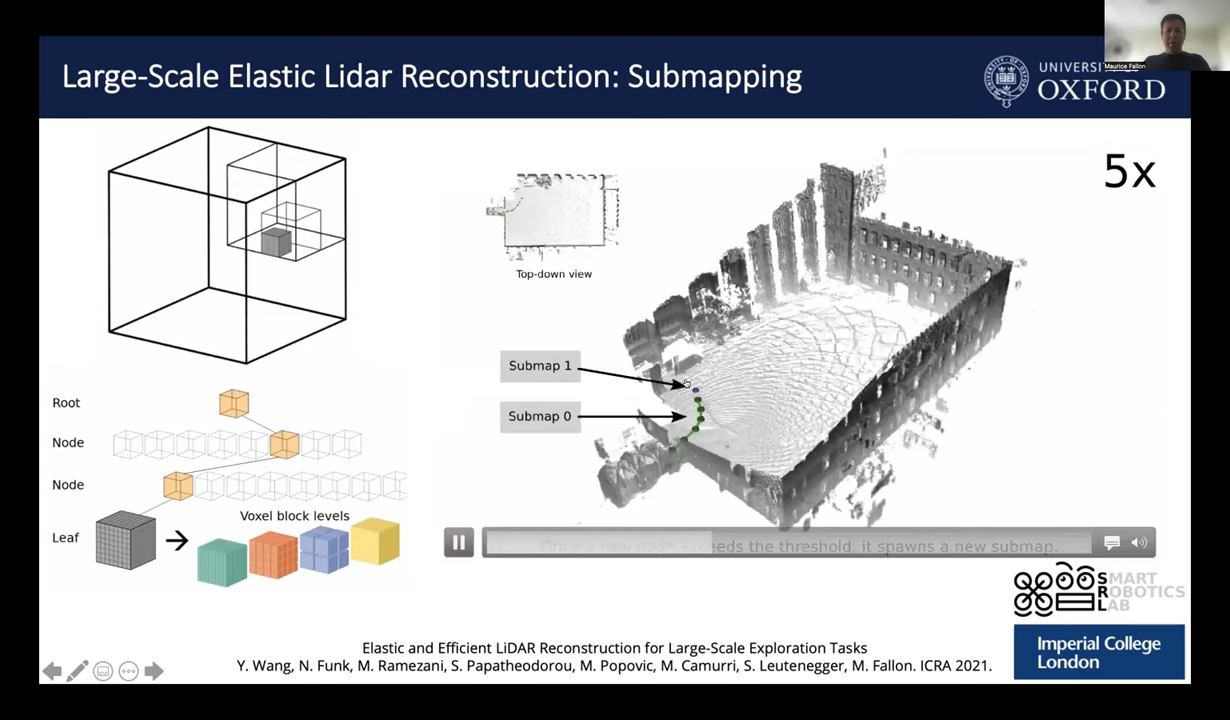 Maurice Fallon
Large-Scale Elastic Lidar Reconstruction: Submapping
UNIVERSITY OF
OXFORD
5x
Top-down view
Submap 1
Submap 0
Root
Node
Node
Leaf
Voxel block levels
the threshold, it spawns a new submap.
SMART
ROBOTICS
LAB
Elastic and Efficient LiDAR Reconstruction for Large-Scale Exploration Tasks
Y. Wang, N. Funk, M. Ramezani, S. Papatheodorou, M. Popovic, M. Camurri, S. Leutenegger, M. Fallon. ICRA 2021.
Imperial College
London